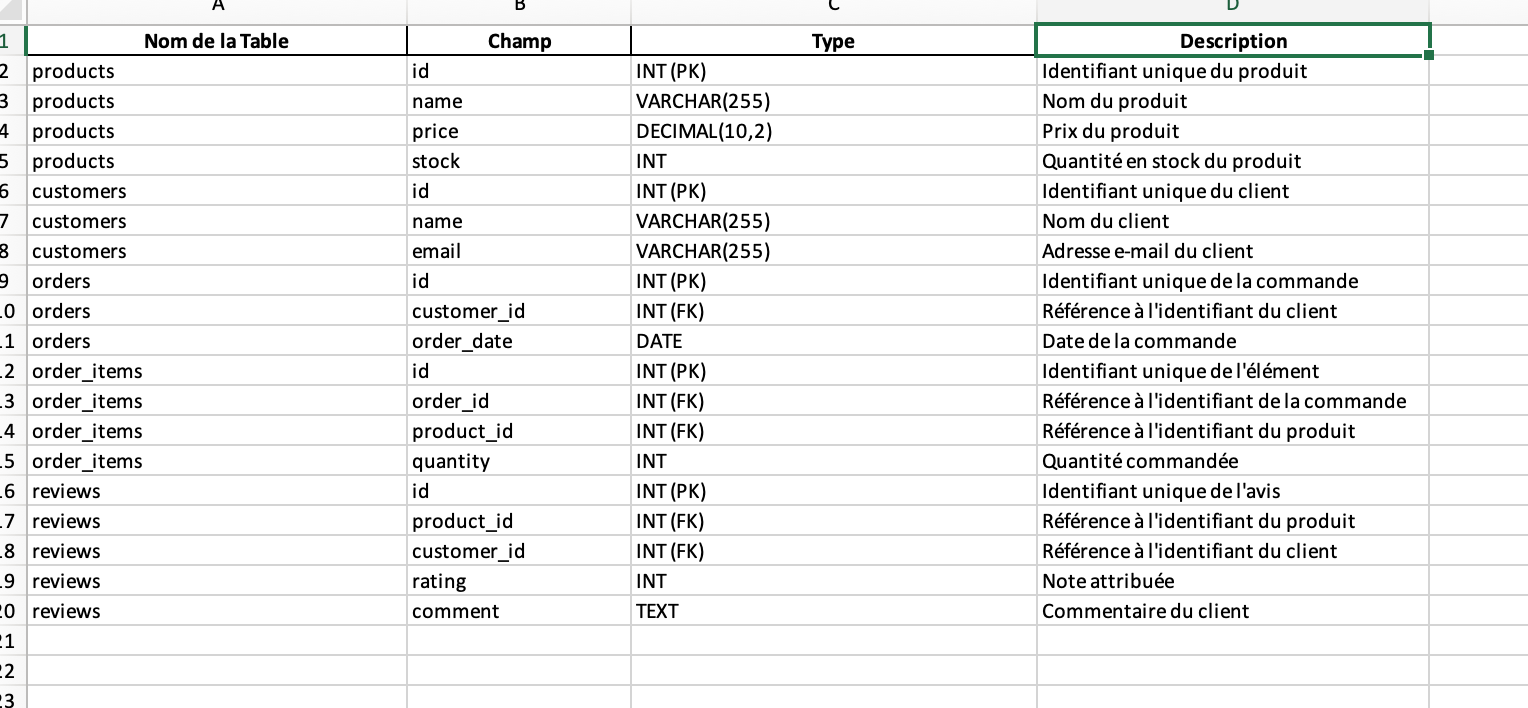 A B C D
1 Nom de la Table Champ Type Description
2 products id INT (PK) Identifiant unique du produit
3 products name VARCHAR(255) Nom du produit
4 products price DECIMAL(10,2) Prix du produit
5 products stock INT Quantité en stock du produit
6 customers id INT (PK) Identifiant unique du client
7 customers name VARCHAR(255) Nom du client
8 customers email VARCHAR(255) Adresse e-mail du client
9 orders id INT (PK) Identifiant unique de la commande
10 orders customer_id INT (FK) Référence à l'identifiant du client
11 orders order_date DATE Date de la commande
12 order_items id INT (PK) Identifiant unique de l'élément
13 order_items order_id INT (FK) Référence à l'identifiant de la commande
14 order_items product_id INT (FK) Référence à l'identifiant du produit
15 order_items quantity INT Quantité commandée
16 reviews id INT (PK) Identifiant unique de l'avis
17 reviews product_id INT (FK) Référence à l'identifiant du produit
18 reviews customer_id INT (FK) Référence à l'identifiant du client
19 reviews rating INT Note attribuée
20 reviews comment TEXT Commentaire du client
21
22
23